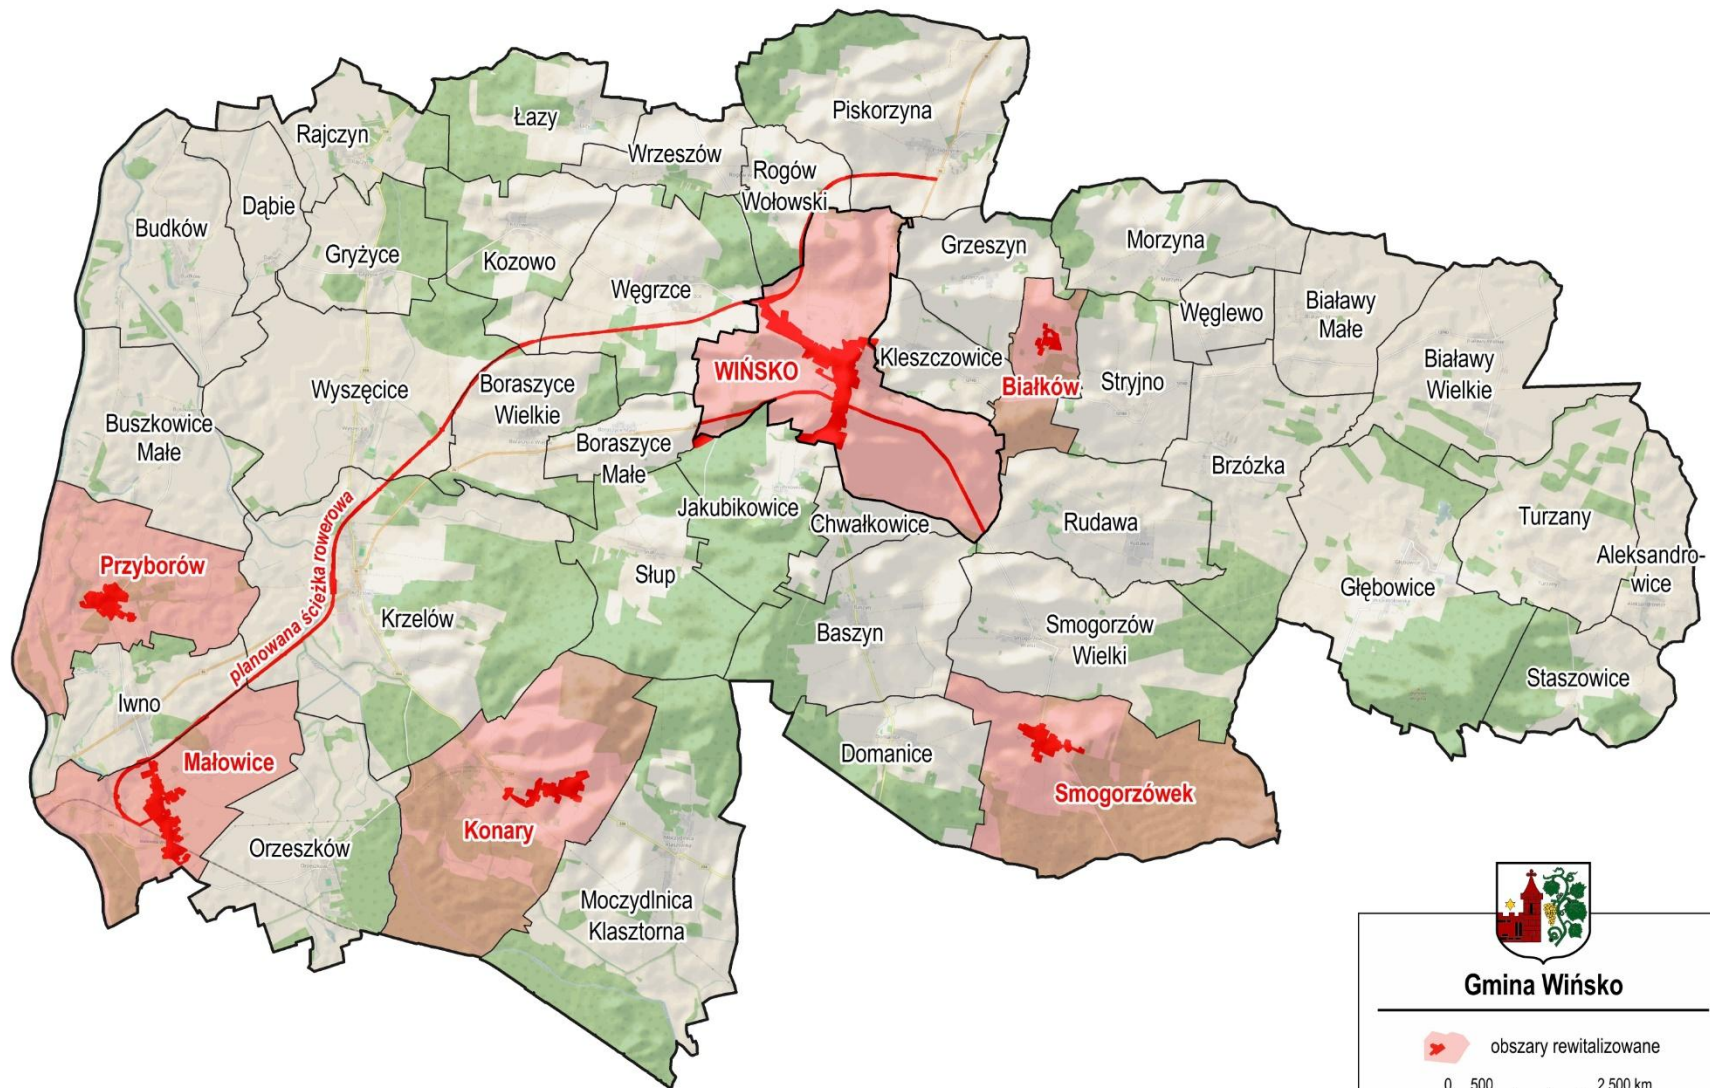 Piskorzyna
Łazy
Rajczyn
Wrzeszów
Rogów
Wołowski
Dąbie
Budków
Gryżyce
Kozowo
Węgrzce
Grzeszyn
Morzyna
Węglewo
Białawy
Małe
Białawy
Wielkie
Kleszczowice
WIŃSKO
Białków
Stryjno
Wyszęcice
Boraszyce
Wielkie
Boraszyce
Małe
Buszkowice
Małe
Brzózka
Jakubikowice
Chwałkowice
Rudawa
Turzany
Aleksandro-
wice
Głębowice
planowana ścieżka rowerowa
Przyborów
Słup
Krzelów
Baszyn
Smogorzów
Wielki
Staszowice
Iwno
Małowice
Domanice
Smogorzówek
Konary
Orzeszków
Moczydlnica
Klasztorna
Gmina Wińsko
obszary rewitalizowane
0 500 2 500 km